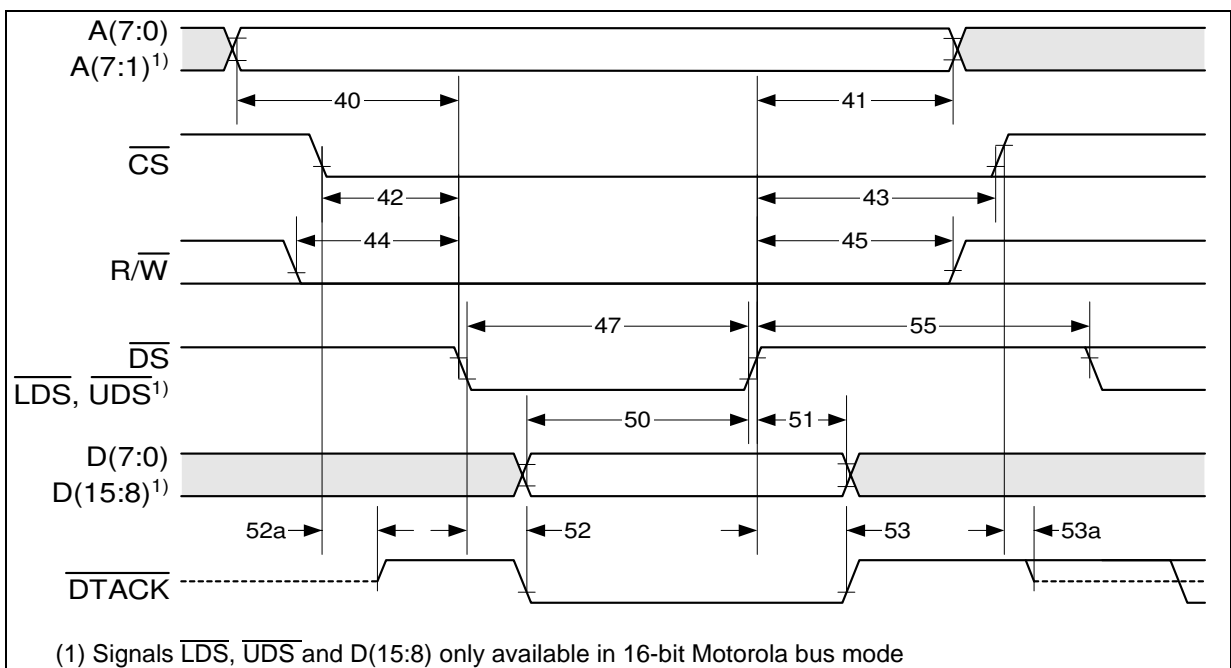 A(7:0)
A(7:1)1)
40
41
CS
42
43
44
45
R/W
47
55
DS
LDS, UDS1)
50
51
D(7:0)
D(15:8)1)
52a
52
53
53a
DTACK
(1) Signals LDS, UDS and D(15:8) only available in 16-bit Motorola bus mode